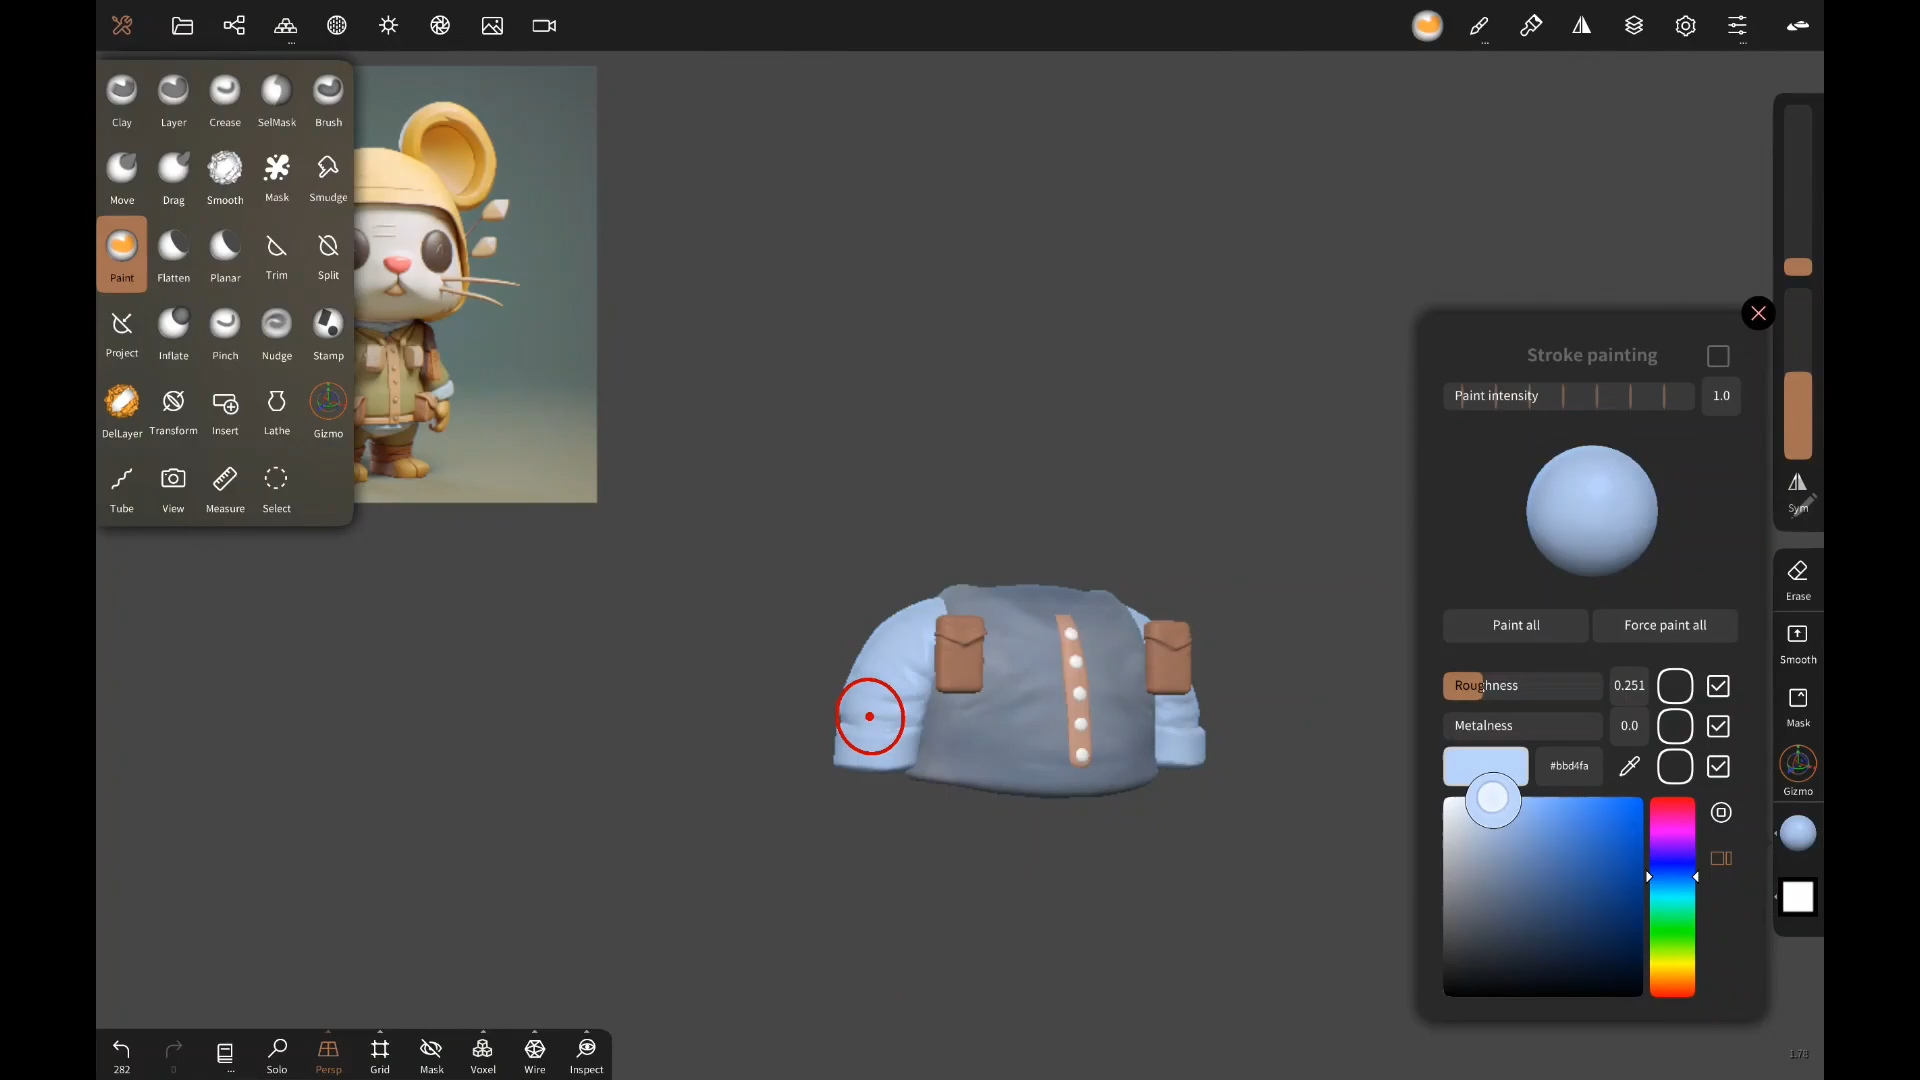 Clay Layer Crease SelMask Brush
Move Drag Smooth Mask Smudge
Paint Flatten Planar Trim Split
Project Inflate Pinch Nudge Stamp
DelLayer Transform Insert Lathe Gizmo
Tube View Measure Select
Stroke painting
Paint intensity 1.0
Paint all Force paint all
Roughness 0.251
Metalness 0.0
#bbd4fa
Sym
Erase
Smooth
Mask
Gizmo
282 0 ... Solo Persp Grid Mask Voxel Wire Inspect
1.78